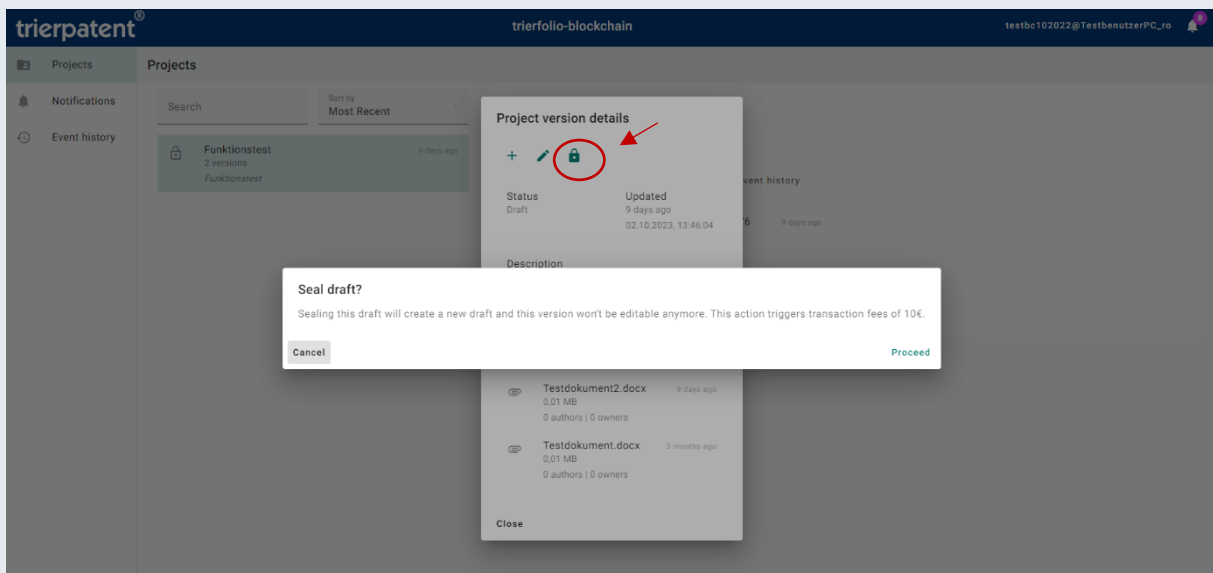 trierpatent®
trierfolio-blockchain
testbc102022@TestbenutzerPC_ro
Projects
Notifications
Event history
Projects
Search
Sort by
Most Recent
Funktionstest
9 days ago
2 versions
Funktionstest
Project version details
Status
Draft
Updated
9 days ago
02.10.2023, 13:46:04
Description
vent history
9 days ago
Seal draft?
Sealing this draft will create a new draft and this version won't be editable anymore. This action triggers transaction fees of 10€.
Cancel
Proceed
Testdokument2.docx
9 days ago
0,01 MB
0 authors | 0 owners
Testdokument.docx
3 months ago
0,01 MB
0 authors | 0 owners
Close